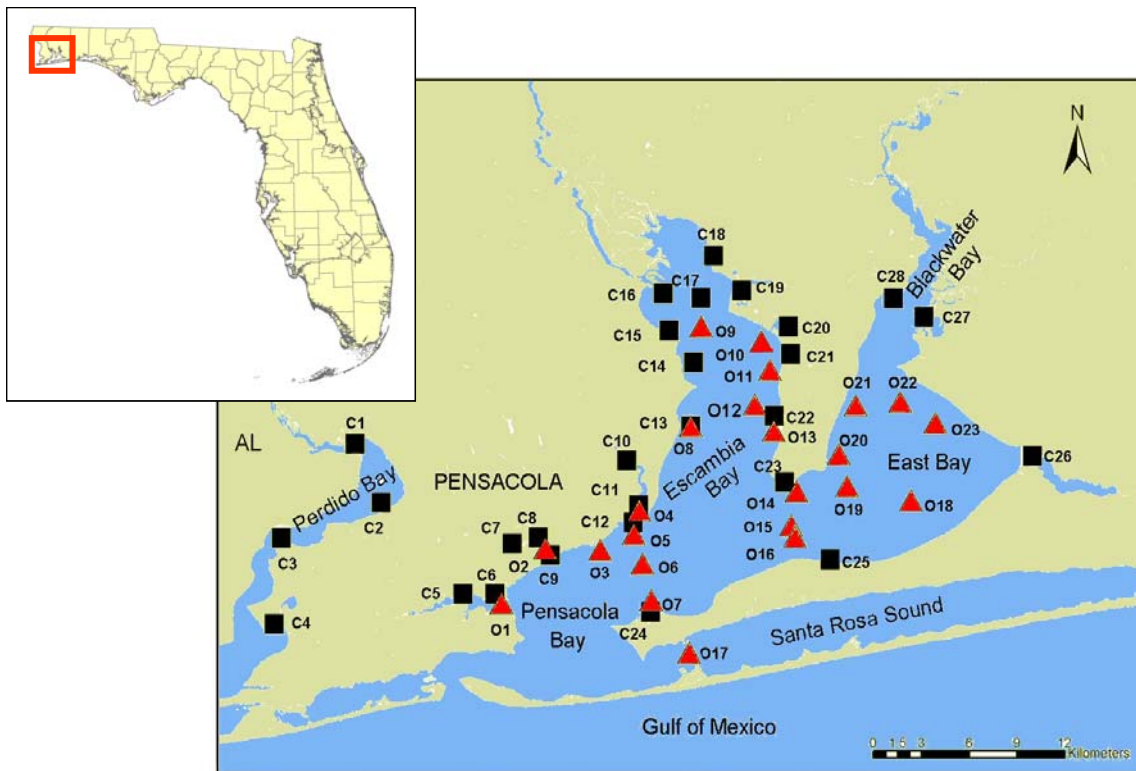 N
C18
Blackwater
Bay
C17
C16
C19
C28
C27
C15
O9
C20
C14
O10
C21
O11
O21
O22
O12
C22
C1
C13
O8
O13
O23
AL
C10
Escambia
Bay
O20
East Bay
C26
PENSACOLA
Perdido Bay
C23
C11
O14
O19
O18
C2
O4
C12
O15
C8
C7
O5
O16
C3
O2
C9
O3
O6
C25
C5
C6
O7
Pensacola
Bay
C4
O1
C24
Santa Rosa Sound
O17
Gulf of Mexico
0 1.5 3 6 9 12
Kilometers